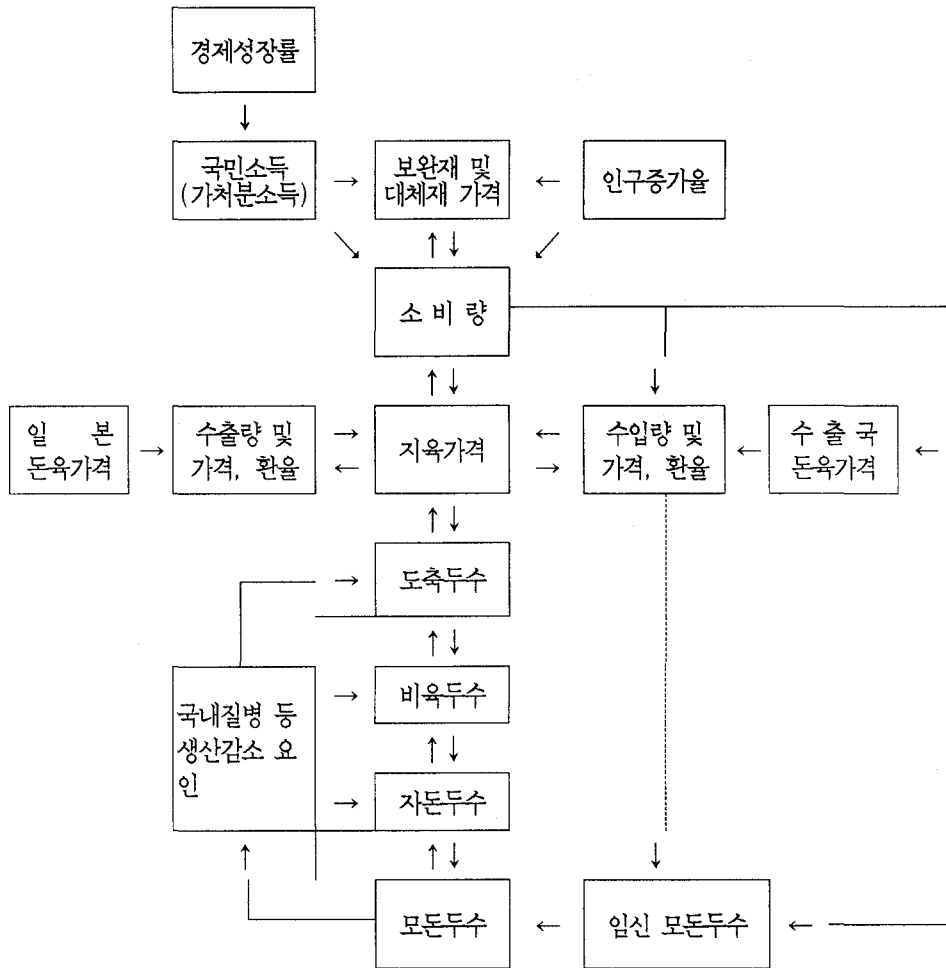 경제성장률
↓
국민소득
(가처분소득)
→
보완재 및
대체재 가격
←
인구증가율
↘
↑↓
↙
소 비 량
↑↓
↓
일 본
돈육가격
→
수출량 및
가격, 환율
→
←
지육가격
←
→
수입량 및
가격, 환율
←
수 출 국
돈육가격
←
↑↓
→
도축두수
↑↓
국내질병 등
생산감소 요
인
→
비육두수
↑↓
→
자돈두수
↑
↑↓
↓
모돈두수
←
임신 모돈두수
←